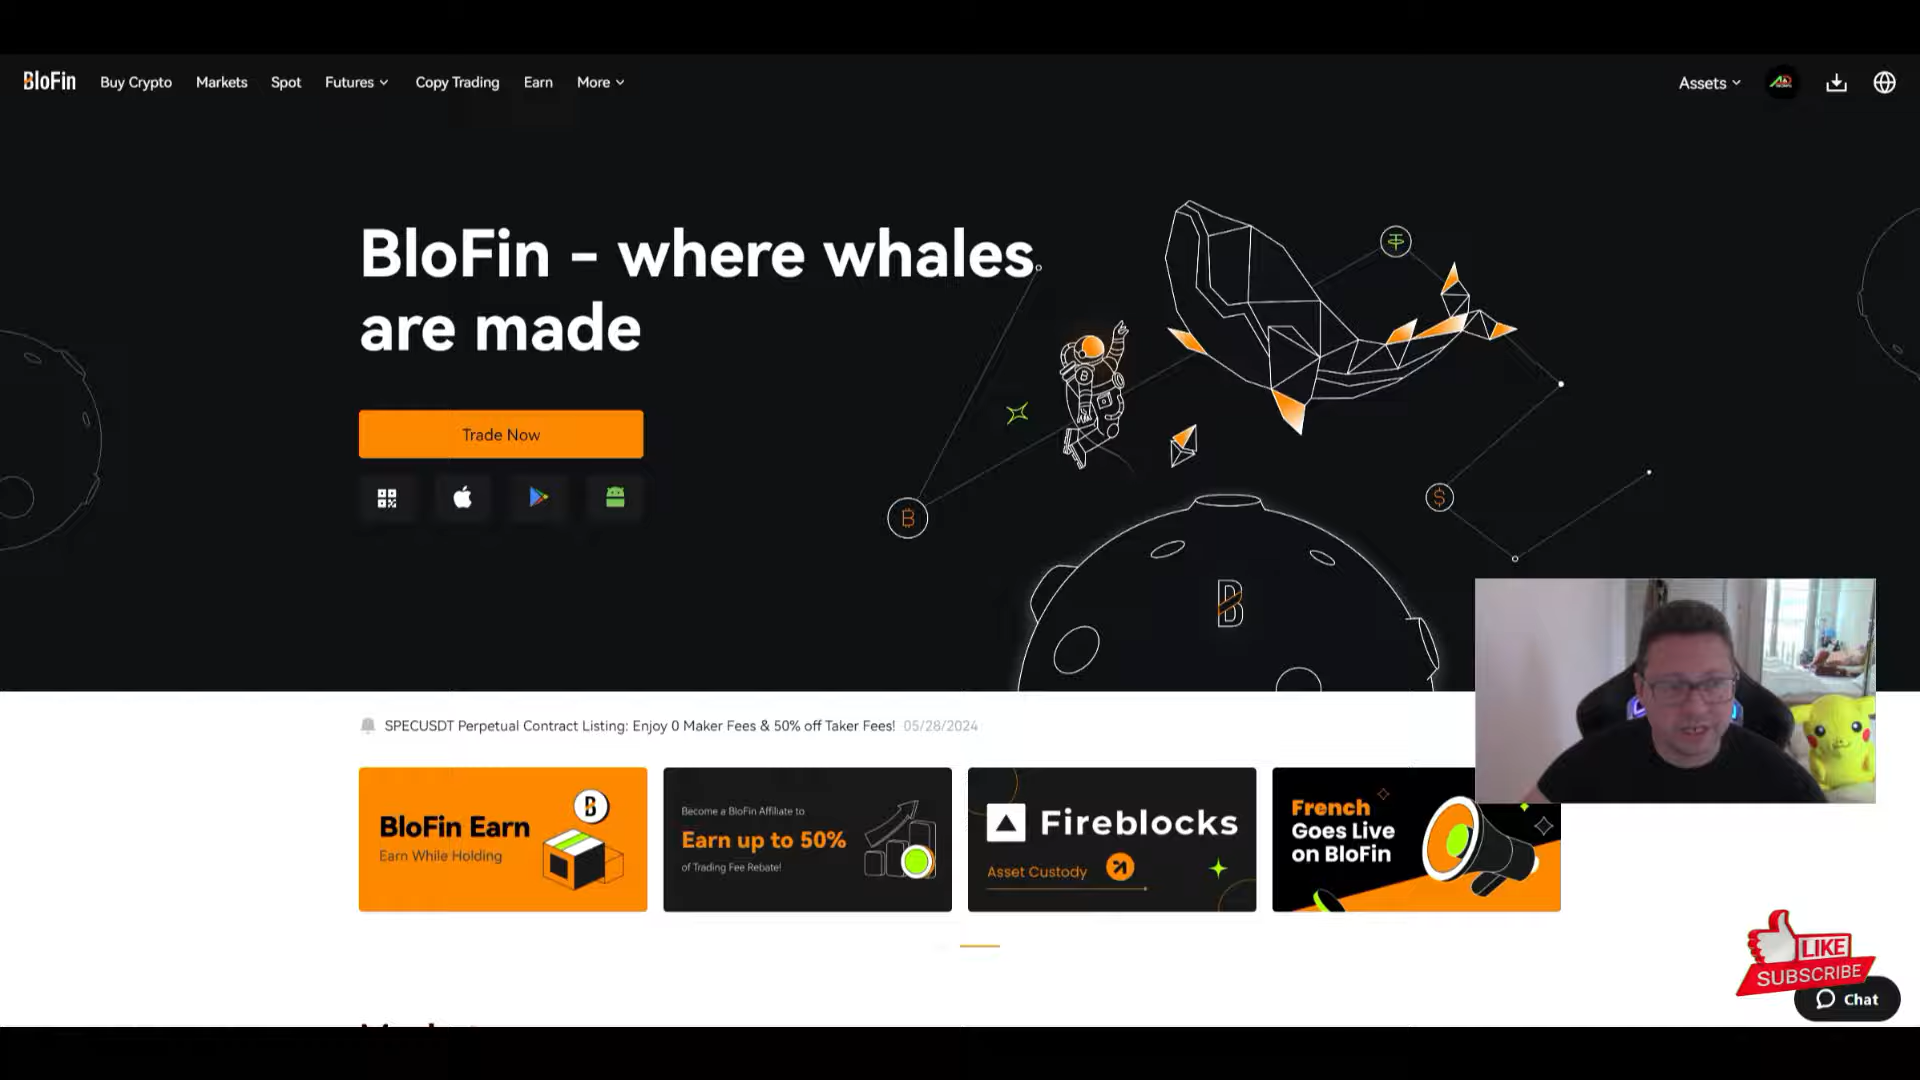 BloFin
Buy Crypto
Markets
Spot
Futures
Copy Trading
Earn
More
Assets
BloFin - where whales
are made
Trade Now
SPECUSDT Perpetual Contract Listing: Enjoy 0 Maker Fees & 50% off Taker Fees! 05/28/2024
BloFin Earn
Earn While Holding
Become a BloFin Affiliate to
Earn up to 50%
of Trading Fee Rebate!
Fireblocks
Asset Custody
French
Goes Live
on BloFin
LIKE
SUBSCRIBE
Chat